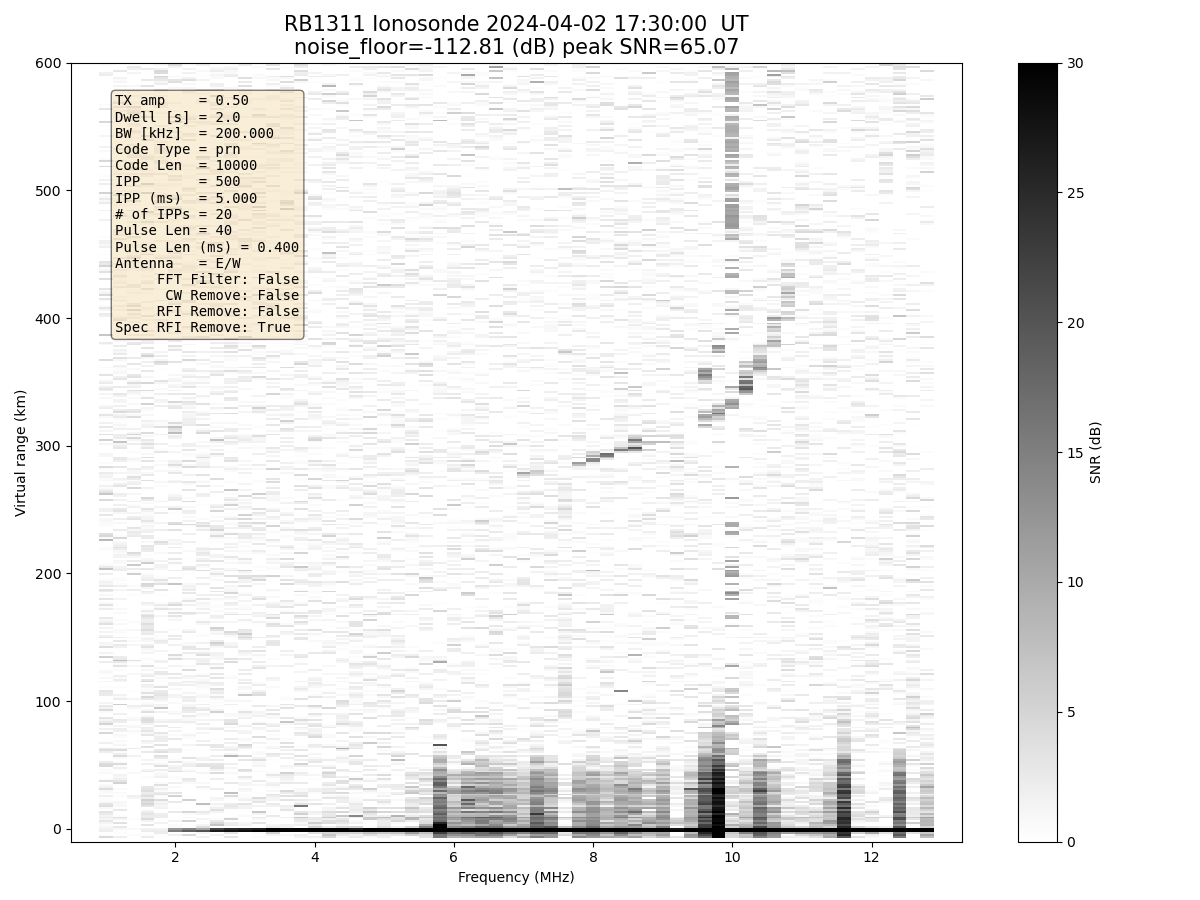 RB1311 Ionosonde 2024-04-02 17:30:00  UT
noise_floor=-112.81 (dB) peak SNR=65.07
TX amp    = 0.50
Dwell [s] = 2.0
BW [kHz]  = 200.000
Code Type = prn
Code Len  = 10000
IPP       = 500
IPP (ms)  = 5.000
# of IPPs = 20
Pulse Len = 40
Pulse Len (ms) = 0.400
Antenna   = E/W
FFT Filter: False
CW Remove: False
RFI Remove: False
Spec RFI Remove: True
Virtual range (km)
600
500
400
300
200
100
0
2 4 6 8 10 12
Frequency (MHz)
30
25
20
15
10
5
0
SNR (dB)